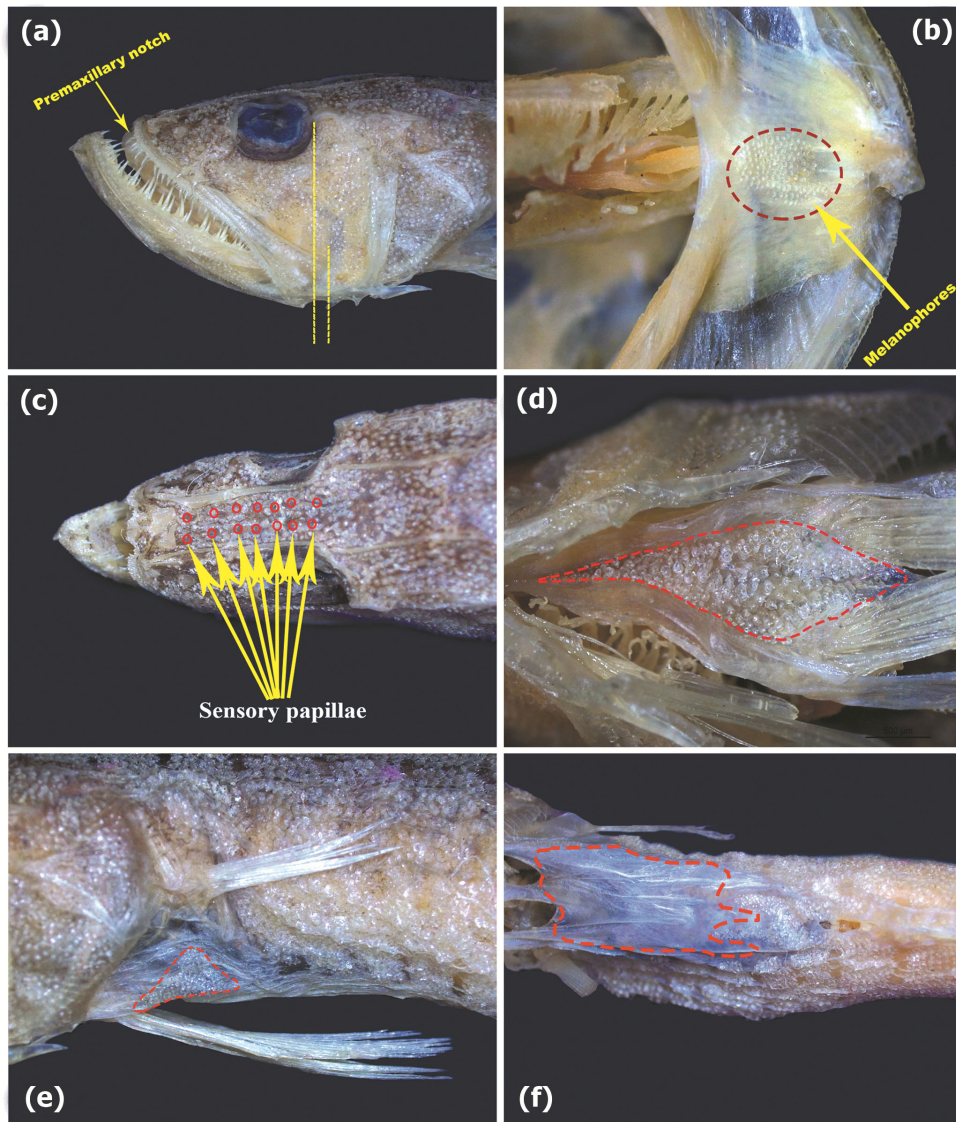 (a)
Premaxillary notch
(b)
Melanophores
(c)
Sensory papillae
(d)
(e)
(f)